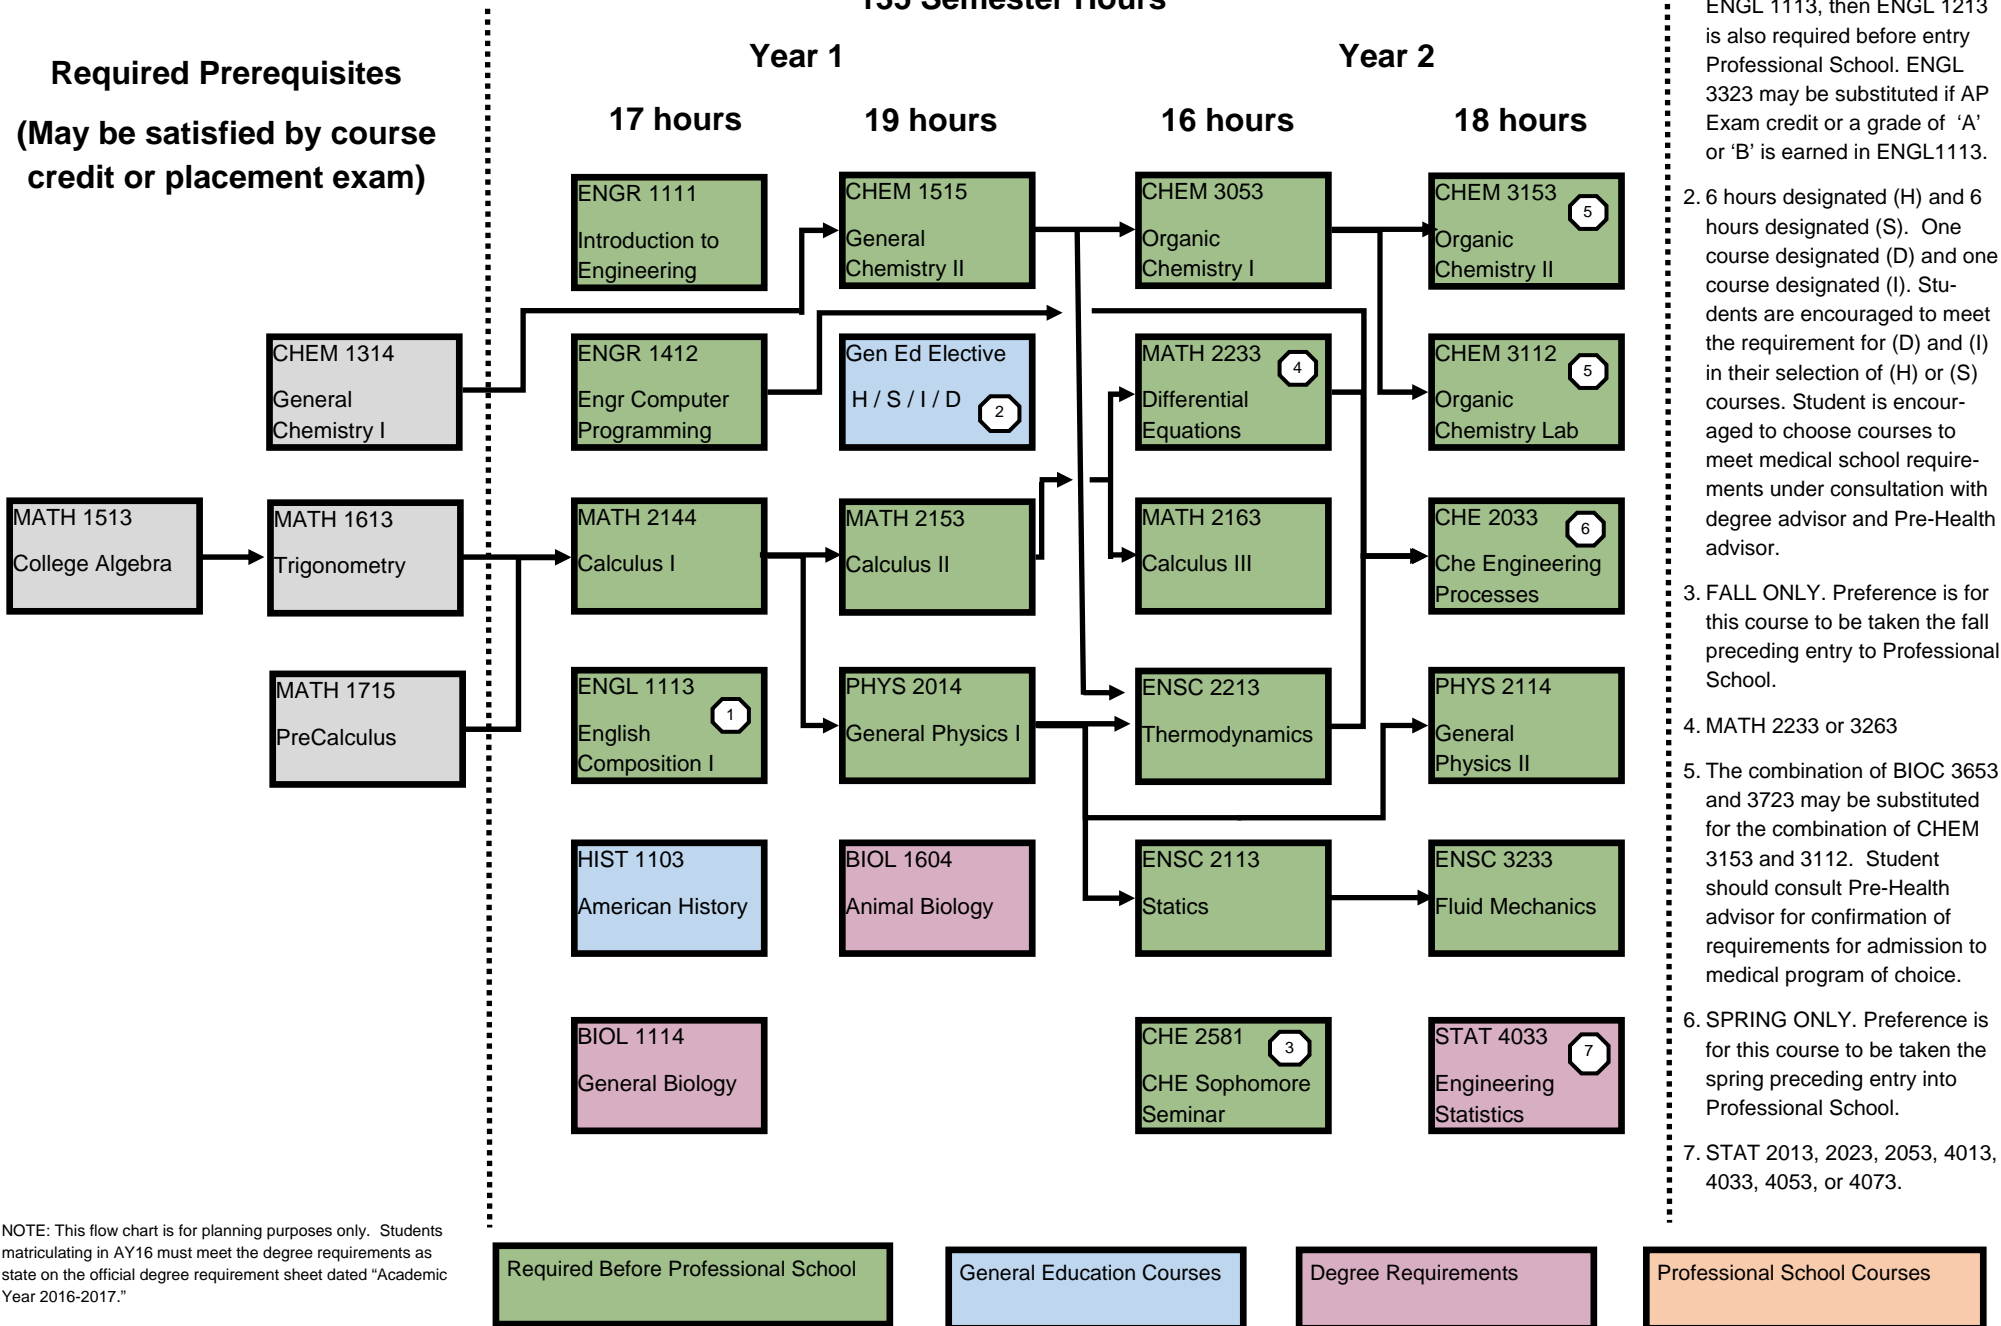 135 Semester Hours
Required Prerequisites
(May be satisfied by course
credit or placement exam)
Year 1
Year 2
17 hours
19 hours
16 hours
18 hours
ENGR 1111
Introduction to
Engineering
CHEM 1515
General
Chemistry II
CHEM 3053
Organic
Chemistry I
CHEM 3153
5
Organic
Chemistry II
CHEM 1314
General
Chemistry I
ENGR 1412
Engr Computer
Programming
Gen Ed Elective
H / S / I / D
2
MATH 2233
4
Differential
Equations
CHEM 3112
5
Organic
Chemistry Lab
MATH 1513
College Algebra
MATH 1613
Trigonometry
MATH 2144
Calculus I
MATH 2153
Calculus II
MATH 2163
Calculus III
CHE 2033
6
Che Engineering
Processes
MATH 1715
PreCalculus
ENGL 1113
1
English
Composition I
PHYS 2014
General Physics I
ENSC 2213
Thermodynamics
PHYS 2114
General
Physics II
HIST 1103
American History
BIOL 1604
Animal Biology
ENSC 2113
Statics
ENSC 3233
Fluid Mechanics
BIOL 1114
General Biology
CHE 2581
3
CHE Sophomore
Seminar
STAT 4033
7
Engineering
Statistics
ENGL 1113, then ENGL 1213
is also required before entry
Professional School. ENGL
3323 may be substituted if AP
Exam credit or a grade of ‘A’
or ‘B’ is earned in ENGL1113.
2. 6 hours designated (H) and 6
hours designated (S). One
course designated (D) and one
course designated (I). Stu-
dents are encouraged to meet
the requirement for (D) and (I)
in their selection of (H) or (S)
courses. Student is encour-
aged to choose courses to
meet medical school require-
ments under consultation with
degree advisor and Pre-Health
advisor.
3. FALL ONLY. Preference is for
this course to be taken the fall
preceding entry to Professional
School.
4. MATH 2233 or 3263
5. The combination of BIOC 3653
and 3723 may be substituted
for the combination of CHEM
3153 and 3112. Student
should consult Pre-Health
advisor for confirmation of
requirements for admission to
medical program of choice.
6. SPRING ONLY. Preference is
for this course to be taken the
spring preceding entry into
Professional School.
7. STAT 2013, 2023, 2053, 4013,
4033, 4053, or 4073.
NOTE: This flow chart is for planning purposes only. Students
matriculating in AY16 must meet the degree requirements as
state on the official degree requirement sheet dated “Academic
Year 2016-2017.”
Required Before Professional School
General Education Courses
Degree Requirements
Professional School Courses